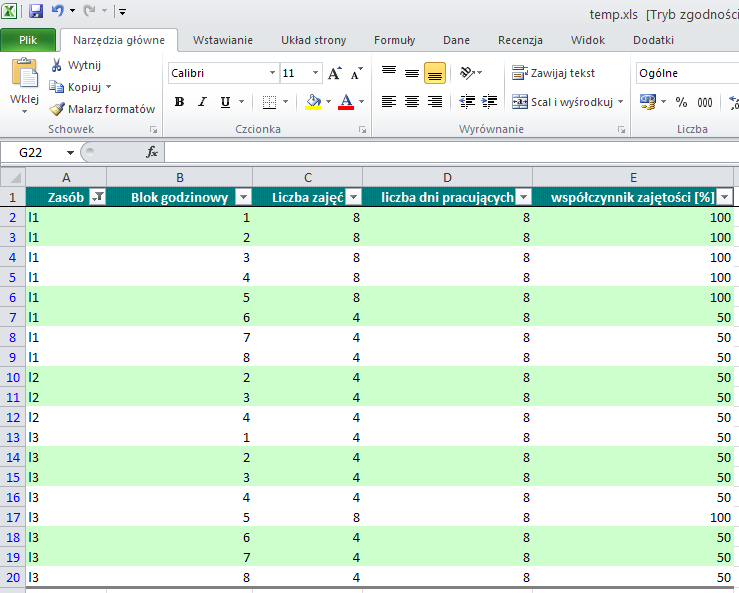 temp.xls [Tryb zgodności
Plik Narzędzia główne Wstawianie Układ strony Formuły Dane Recenzja Widok Dodatki
Wklej Wytnij Kopiuj Malarz formatów
Calibri 11 A A
B I U A
Zawijaj tekst
Scal i wyśrodkuj
Ogólne
% 000
Schowek Czcionka Wyrównanie Liczba
G22 fx
A B C D E
1 Zasób Blok godzinowy Liczba zajęć liczba dni pracujących współczynnik zajętości [%]
2 l1 1 8 8 100
3 l1 2 8 8 100
4 l1 3 8 8 100
5 l1 4 8 8 100
6 l1 5 8 8 100
7 l1 6 4 8 50
8 l1 7 4 8 50
9 l1 8 4 8 50
10 l2 2 4 8 50
11 l2 3 4 8 50
12 l2 4 4 8 50
13 l3 1 4 8 50
14 l3 2 4 8 50
15 l3 3 4 8 50
16 l3 4 4 8 50
17 l3 5 8 8 100
18 l3 6 4 8 50
19 l3 7 4 8 50
20 l3 8 4 8 50